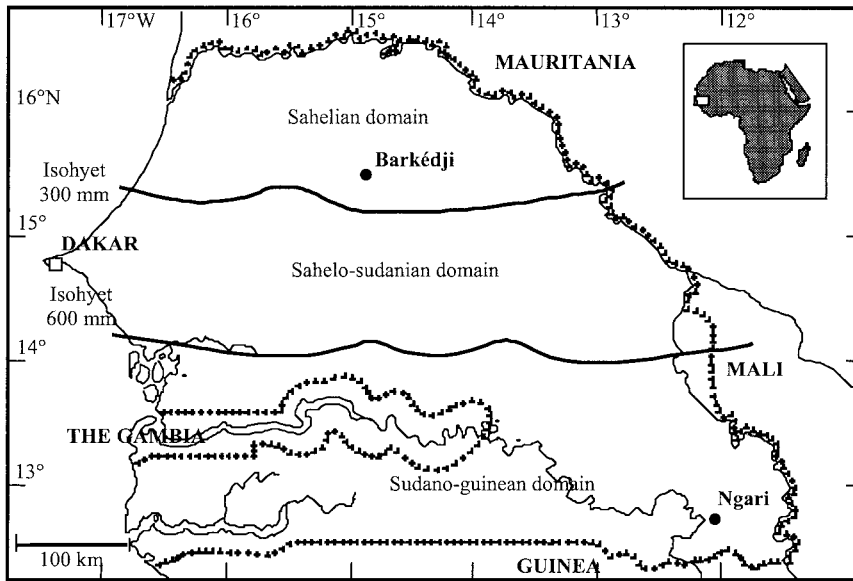 17°W 16° 15° 14° 13° 12°
MAURITANIA
16°N
Sahelian domain
Barkédji
Isohyet
300 mm
15°
DAKAR
Sahelo-sudanian domain
Isohyet
600 mm
14°
MALI
THE GAMBIA
13°
Sudano-guinean domain
Ngari
100 km
GUINEA